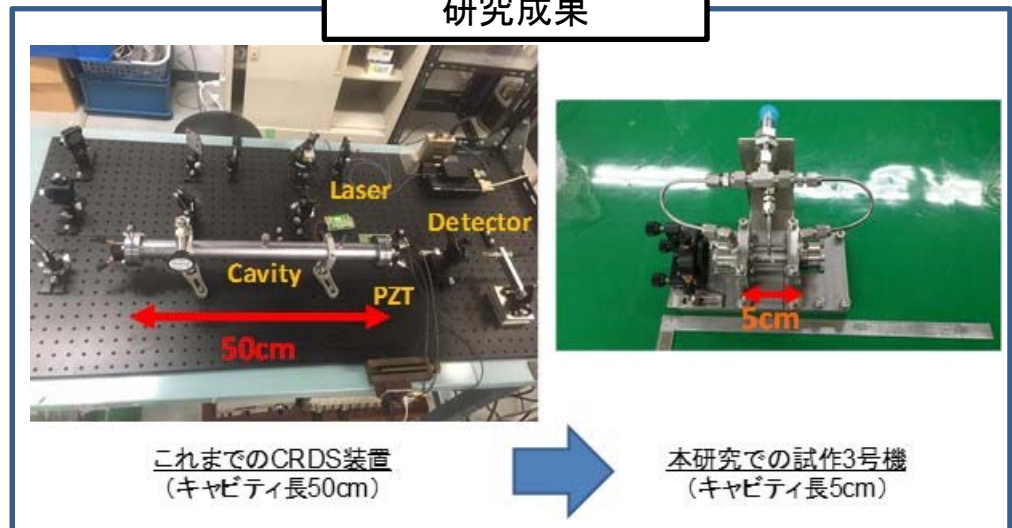 研究成果
Laser
Detector
Cavity
PZT
50cm
5cm
これまでのCRDS装置
(キャビティ長50cm)
本研究での試作3号機
(キャビティ長5cm)